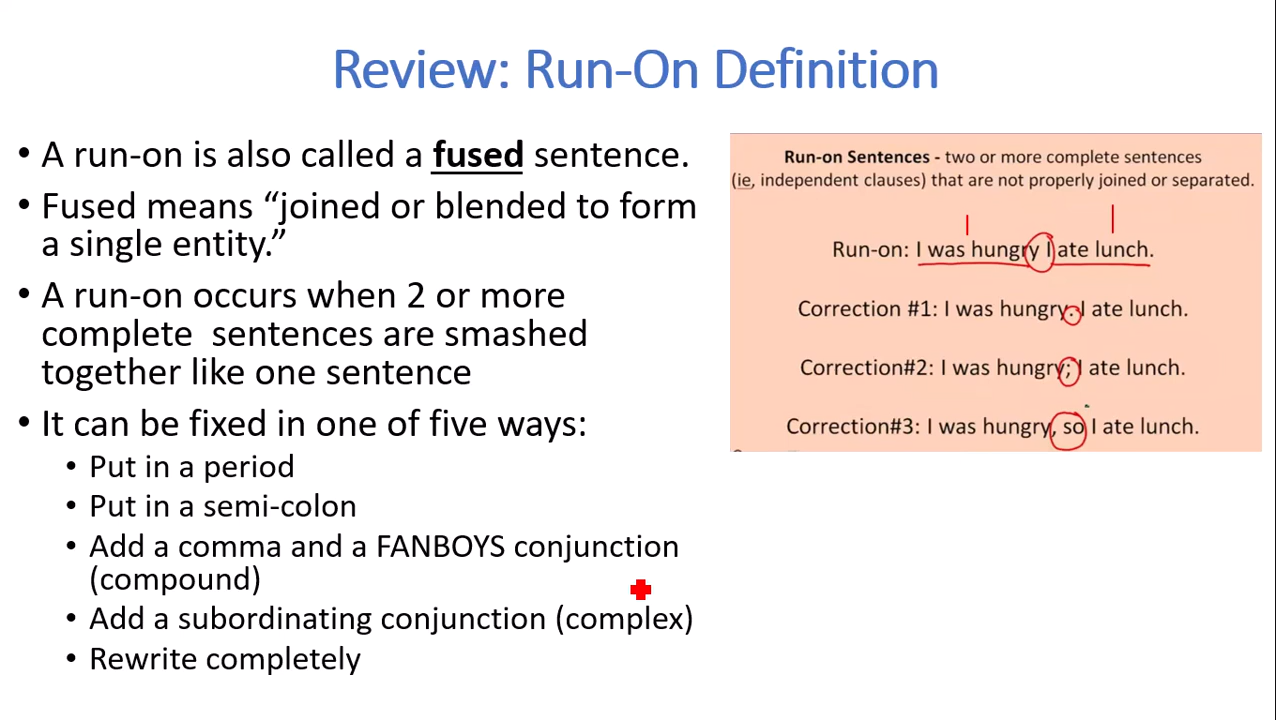 Review: Run-On Definition
• A run-on is also called a fused sentence.
• Fused means “joined or blended to form
a single entity.”
• A run-on occurs when 2 or more
complete  sentences are smashed
together like one sentence
• It can be fixed in one of five ways:
• Put in a period
• Put in a semi-colon
• Add a comma and a FANBOYS conjunction
(compound)
• Add a subordinating conjunction (complex)
• Rewrite completely
Run-on Sentences - two or more complete sentences
(ie, independent clauses) that are not properly joined or separated.
Run-on: I was hungry I ate lunch.
Correction #1: I was hungry. I ate lunch.
Correction#2: I was hungry; I ate lunch.
Correction#3: I was hungry, so I ate lunch.